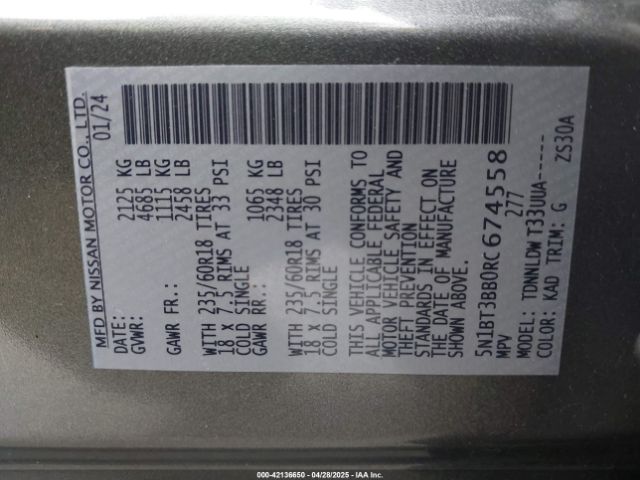 MFD BY NISSAN MOTOR CO., LTD.
DATE: 01/24
GVWR: 2125 KG
4685 LB
GAWR FR.: 1115 KG
2458 LB
WITH 235/60R18 TIRES
18 x 7.5 RIMS AT 33 PSI
COLD SINGLE
GAWR RR.: 1065 KG
2348 LB
WITH 235/60R18 TIRES
18 x 7.5 RIMS AT 30 PSI
COLD SINGLE
THIS VEHICLE CONFORMS TO
ALL APPLICABLE FEDERAL
MOTOR VEHICLE SAFETY AND
THEFT PREVENTION
STANDARDS IN EFFECT ON
THE DATE OF MANUFACTURE
SHOWN ABOVE.
5N1BT3BB0RC674558
MPV 277
MODEL: TDNNNLDW T33UUA-----
COLOR: KAD TRIM: G ZS30A
000-42136650 - 04/28/2025 - IAA Inc.